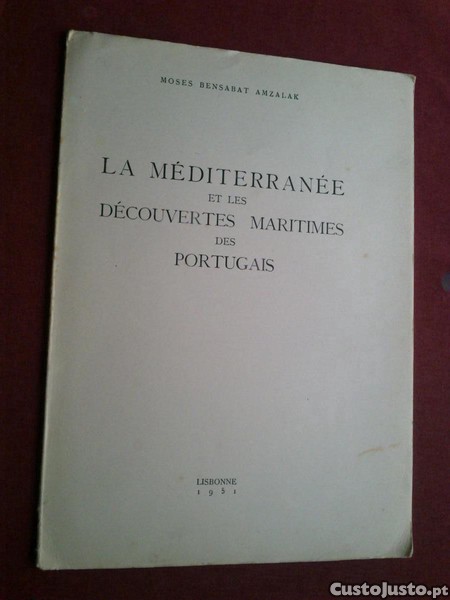 MOSES BENSABAT AMZALAK
LA MÉDITERRANÉE
ET LES
DÉCOUVERTES MARITIMES
DES
PORTUGAIS
LISBONNE
1951
CustoJusto.pt